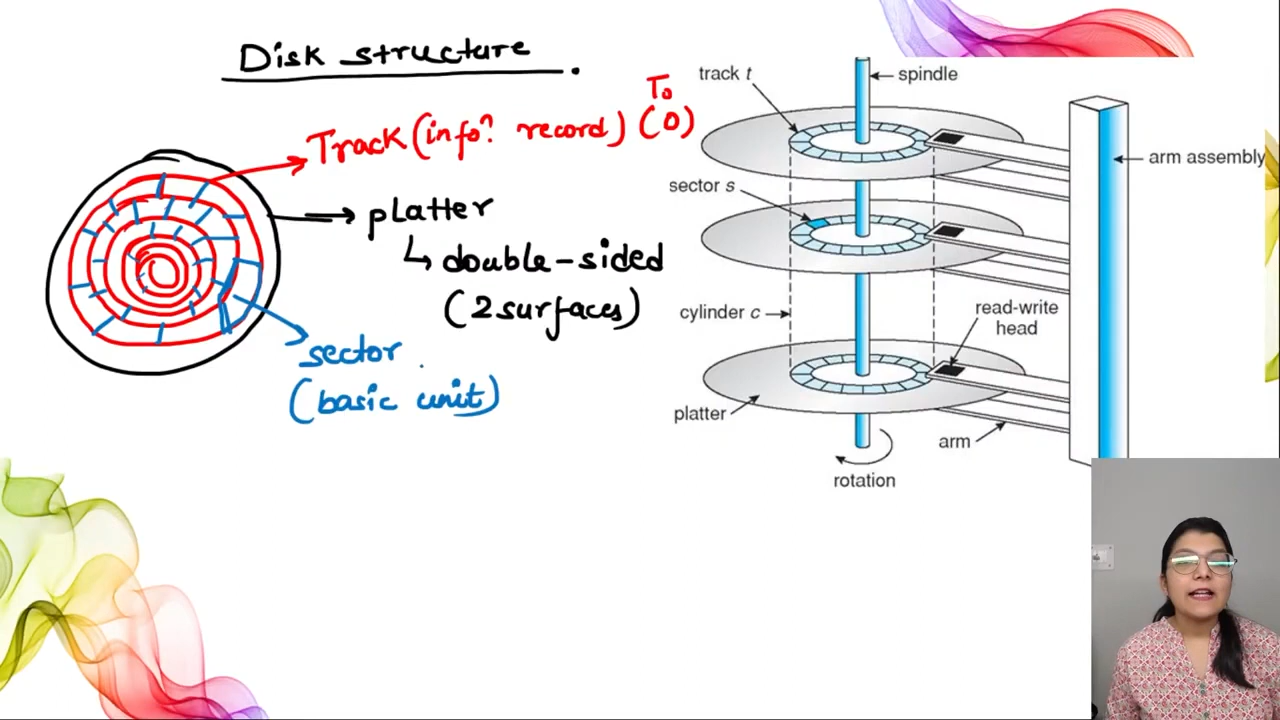 Disk structure
Track (info? record) (0)
T0
platter
↳ double-sided
(2 surfaces)
sector
(basic unit)
track t
spindle
arm assembly
sector s
cylinder c
read-write
head
platter
arm
rotation